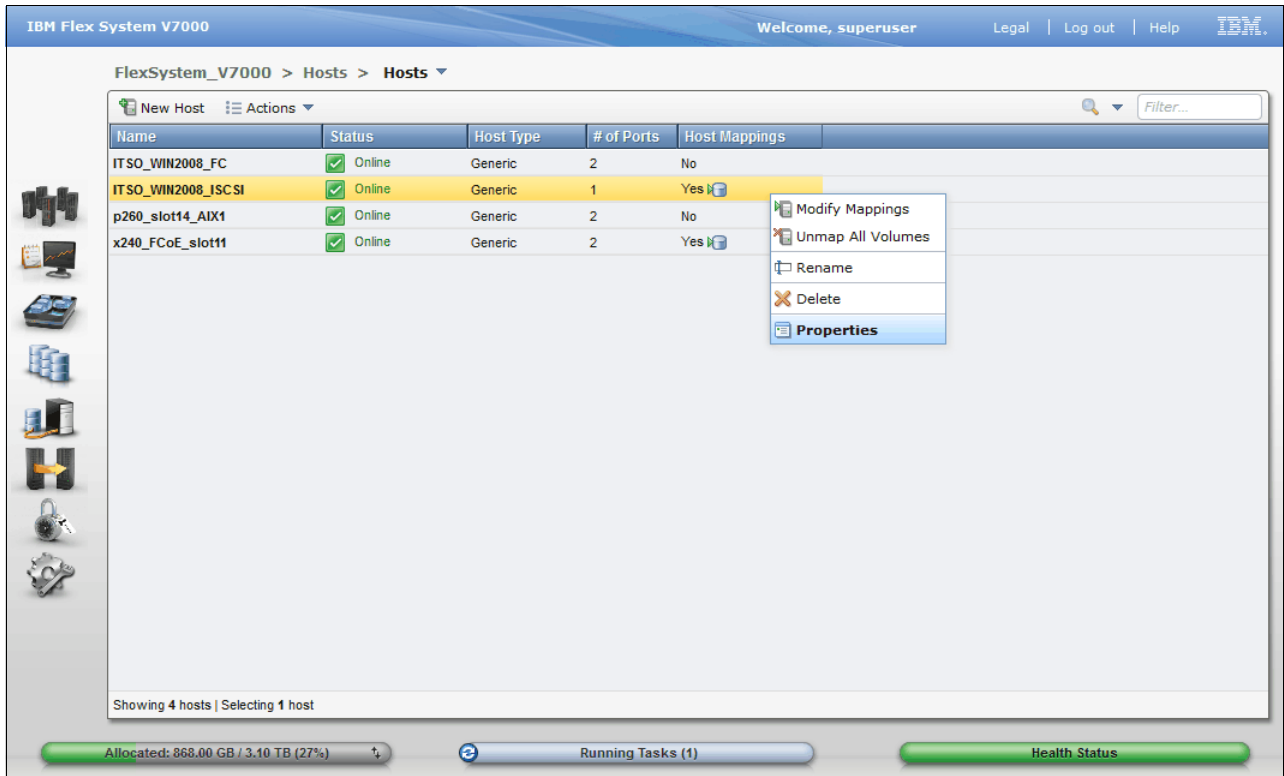 IBM Flex System V7000 Welcome, superuser Legal | Log out | Help IBM.
FlexSystem_V7000 > Hosts > Hosts
New Host Actions Filter...
Name Status Host Type # of Ports Host Mappings
ITSO_WIN2008_FC Online Generic 2 No
ITSO_WIN2008_ISCSI Online Generic 1 Yes
p260_slot14_AIX1 Online Generic 2 No
x240_FCoE_slot11 Online Generic 2 Yes
Modify Mappings
Unmap All Volumes
Rename
Delete
Properties
Showing 4 hosts | Selecting 1 host
Allocated: 868.00 GB / 3.10 TB (27%) Running Tasks (1) Health Status